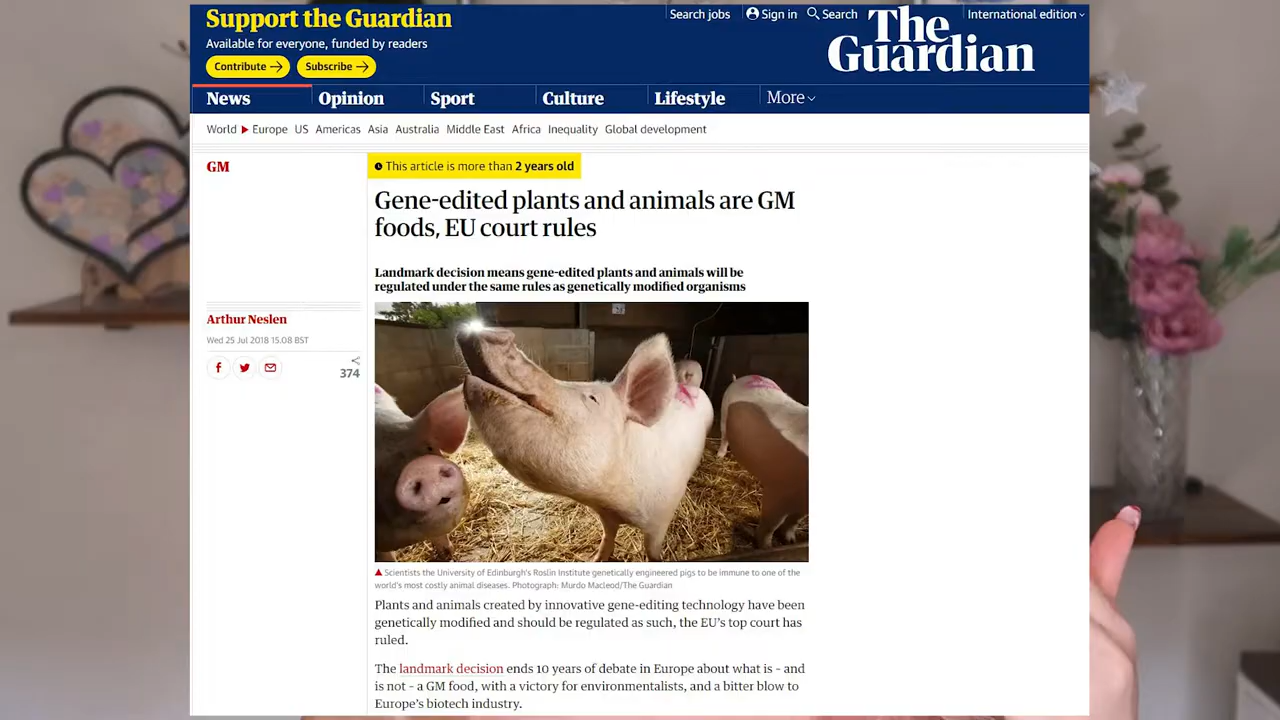 Support the Guardian
Available for everyone, funded by readers
Contribute
Subscribe
Search jobs
Sign in
Search
International edition
The
Guardian
News
Opinion
Sport
Culture
Lifestyle
More
World
Europe
US
Americas
Asia
Australia
Middle East
Africa
Inequality
Global development
GM
This article is more than 2 years old
Gene-edited plants and animals are GM
foods, EU court rules
Landmark decision means gene-edited plants and animals will be
regulated under the same rules as genetically modified organisms
Arthur Neslen
Wed 25 Jul 2018 15.08 BST
374
Scientists the University of Edinburgh's Roslin Institute genetically engineered pigs to be immune to one of the
world's most costly animal diseases. Photograph: Murdo Macleod/The Guardian
Plants and animals created by innovative gene-editing technology have been
genetically modified and should be regulated as such, the EU's top court has
ruled.
The landmark decision ends 10 years of debate in Europe about what is – and
is not – a GM food, with a victory for environmentalists, and a bitter blow to
Europe's biotech industry.